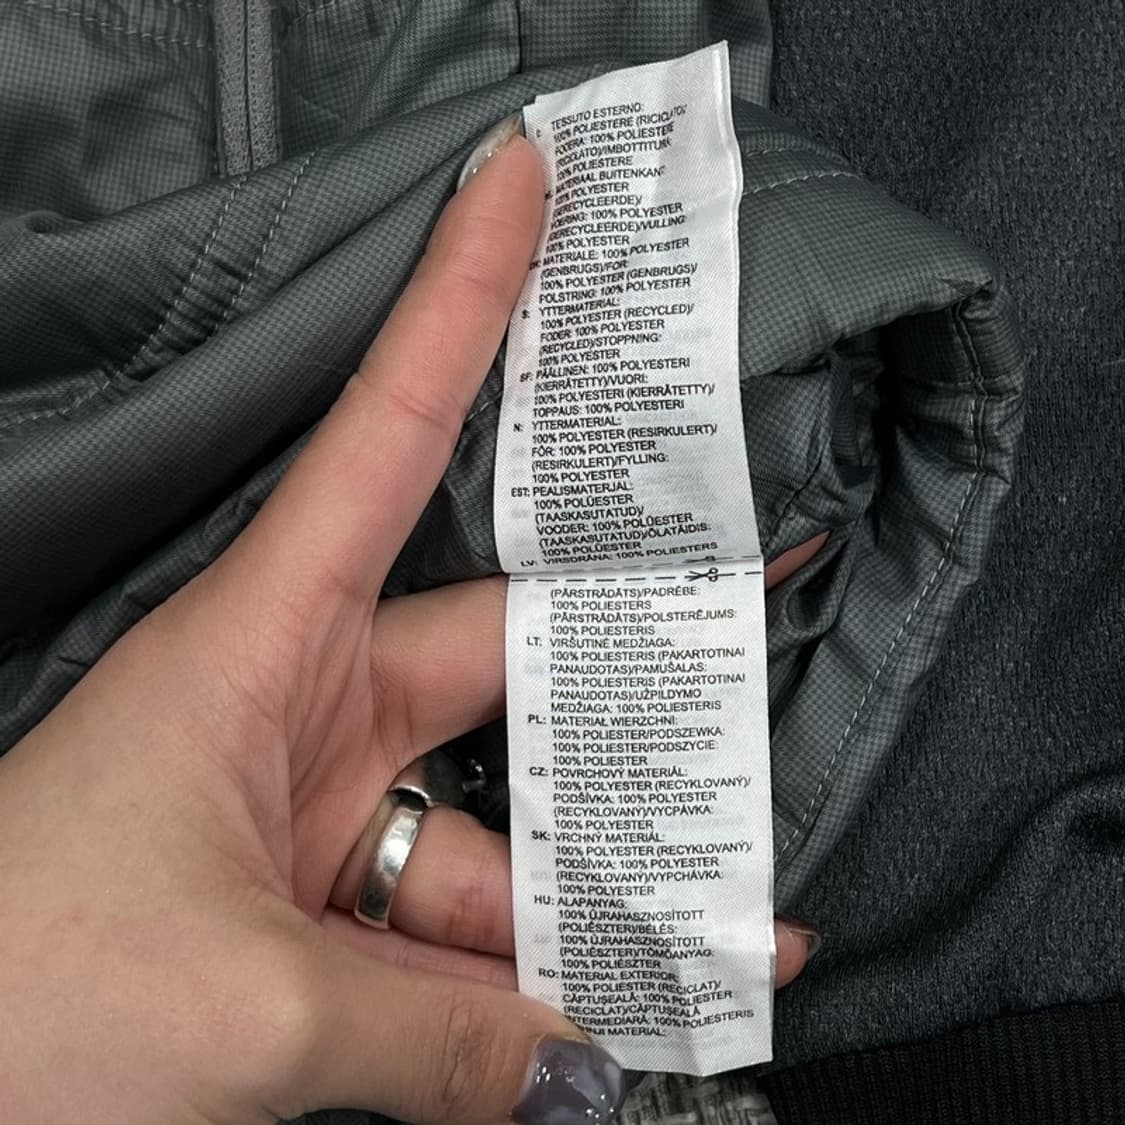 TESSUTO ESTERNO:
100% POLIESTERE (RICICLATO)/
FODERA: 100% POLIESTERE
(RICICLATO)/IMBOTTITURA:
100% POLIESTERE
NL: MATERIAAL BUITENKANT:
100% POLYESTER
(GERECYCLEERDE)/
VOERING: 100% POLYESTER
(GERECYCLEERDE)/VULLING:
100% POLYESTER
DK: MATERIALE: 100% POLYESTER
(GENBRUGS)/FOR:
100% POLYESTER (GENBRUGS)/
POLSTRING: 100% POLYESTER
S: YTTERMATERIAL:
100% POLYESTER (RECYCLED)/
FODER: 100% POLYESTER
(RECYCLED)/STOPPNING:
100% POLYESTER
SF: PÄÄLLINEN: 100% POLYESTERI
(KIERRÄTETTY)/VUORI:
100% POLYESTERI (KIERRÄTETTY)/
TOPPAUS: 100% POLYESTERI
N: YTTERMATERIAL:
100% POLYESTER (RESIRKULERT)/
FÔR: 100% POLYESTER
(RESIRKULERT)/FYLLING:
100% POLYESTER
EST: PEALISMATERJAL:
100% POLÜESTER
(TAASKASUTATUD)/
VOODER: 100% POLÜESTER
(TAASKASUTATUD)/ÕLATÄIDIS:
100% POLÜESTER
LV: VIRSDRĀNA: 100% POLIESTERS
(PĀRSTRĀDĀTS)/PADRĒBE:
100% POLIESTERS
(PĀRSTRĀDĀTS)/POLSTERĒJUMS:
100% POLIESTERIS
LT: VIRŠUTINĖ MEDŽIAGA:
100% POLIESTERIS (PAKARTOTINAI
PANAUDOTAS)/PAMUŠALAS:
100% POLIESTERIS (PAKARTOTINAI
PANAUDOTAS)/UŽPILDYMO
MEDŽIAGA: 100% POLIESTERIS
PL: MATERIAŁ WIERZCHNI:
100% POLIESTER/PODSZEWKA:
100% POLIESTER/PODSZYCIE:
100% POLIESTER
CZ: POVRCHOVÝ MATERIÁL:
100% POLYESTER (RECYKLOVANÝ)/
PODŠÍVKA: 100% POLYESTER
(RECYKLOVANÝ)/VYCPÁVKA:
100% POLYESTER
SK: VRCHNÝ MATERIÁL:
100% POLYESTER (RECYKLOVANÝ)/
PODŠÍVKA: 100% POLYESTER
(RECYKLOVANÝ)/VYPCHÁVKA:
100% POLYESTER
HU: ALAPANYAG:
100% ÚJRAHASZNOSÍTOTT
(POLIÉSZTER)/BÉLÉS:
100% ÚJRAHASZNOSÍTOTT
(POLIÉSZTER)/TÖMŐANYAG:
100% POLIÉSZTER
RO: MATERIAL EXTERIOR:
100% POLIESTER (RECICLAT)/
CĂPTUȘEALĂ: 100% POLIESTER
(RECICLAT)/CĂPTUȘEALĂ
INTERMEDIARĂ: 100% POLIESTERIS
MATERIAL: